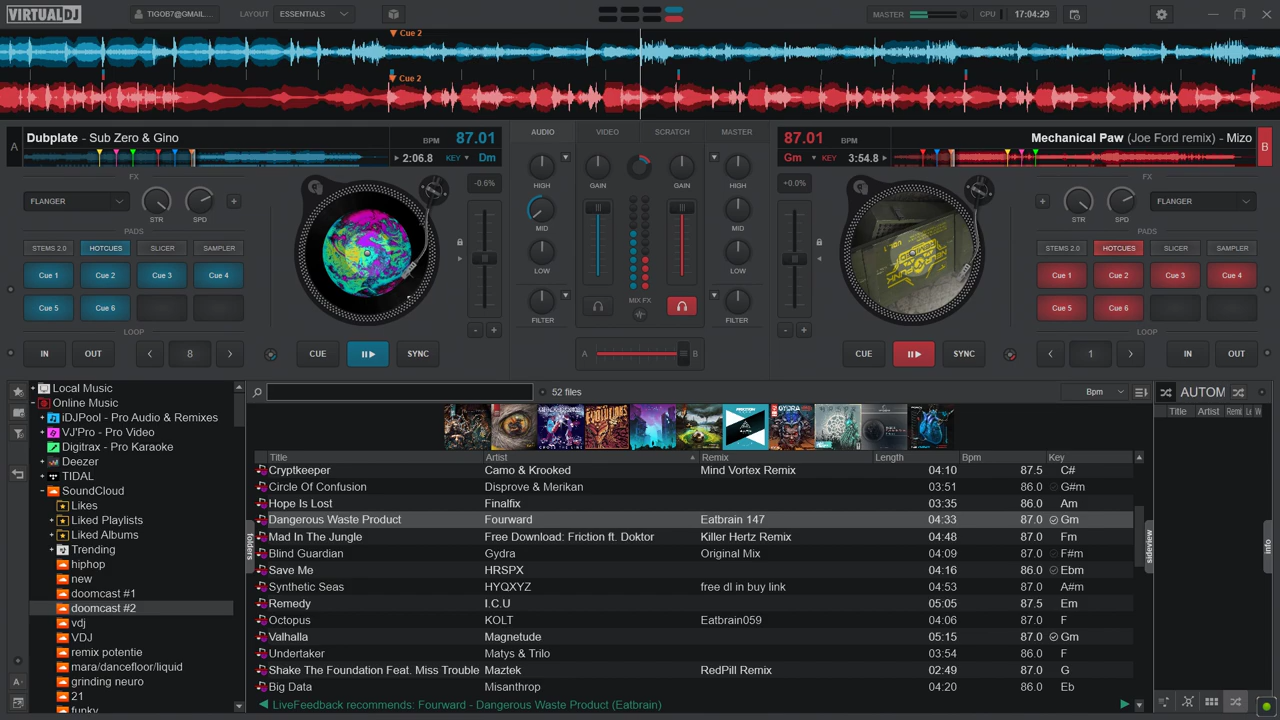 VIRTUALDJ TIGO87@GMAIL... LAYOUT ESSENTIALS MASTER CPU 17:04:29
Cue 2
Cue 2
A Dubplate - Sub Zero & Gino BPM 87.01
2:06.8 KEY Dm
AUDIO VIDEO SCRATCH MASTER
87.01 BPM Mechanical Paw (Joe Ford remix) - Mizo B
Gm KEY 3:54.8
FX
FLANGER STR SPD +
PADS
STEMS 2.0 HOTCUES SLICER SAMPLER
Cue 1 Cue 2 Cue 3 Cue 4
Cue 5 Cue 6
LOOP
IN OUT 8
-0.6%
- +
CUE SYNC
HIGH GAIN GAIN HIGH
MID MID
LOW LOW
MIX FX
FILTER FILTER
A B
+0.0%
- +
CUE SYNC
FX
+ STR SPD FLANGER
PADS
STEMS 2.0 HOTCUES SLICER SAMPLER
Cue 1 Cue 2 Cue 3 Cue 4
Cue 5 Cue 6
LOOP
1 IN OUT
Local Music
Online Music
iDJPool - Pro Audio & Remixes
VJ'Pro - Pro Video
Digitrax - Pro Karaoke
Deezer
TIDAL
SoundCloud
Likes
Liked Playlists
Liked Albums
Trending
hiphop
new
doomcast #1
doomcast #2
vdj
VDJ
remix potentie
mara/dancefloor/liquid
grinding neuro
21
funky
folders
52 files Bpm
Title Artist Remix Length Bpm Key
Cryptkeeper Camo & Krooked Mind Vortex Remix 04:10 87.5 C#
Circle Of Confusion Disprove & Merikan 03:51 86.0 G#m
Hope Is Lost Finalfix 03:35 86.0 Am
Dangerous Waste Product Fourward Eatbrain 147 04:33 87.0 Gm
Mad In The Jungle Free Download: Friction ft. Doktor Killer Hertz Remix 04:48 87.0 Fm
Blind Guardian Gydra Original Mix 04:09 87.0 F#m
Save Me HRSPX 04:16 86.0 Ebm
Synthetic Seas HYQXYZ free dl in buy link 04:53 87.0 A#m
Remedy I.C.U 05:05 87.5 Em
Octopus KOLT Eatbrain059 04:06 87.0 F
Valhalla Magnetude 05:15 87.0 Gm
Undertaker Matys & Trilo 03:54 86.0 F
Shake The Foundation Feat. Miss Trouble Maztek RedPill Remix 02:49 87.0 G
Big Data Misanthrop 04:20 86.0 Eb
LiveFeedback recommends: Fourward - Dangerous Waste Product (Eatbrain)
sideview
AUTOM
Title Artist Remi
info